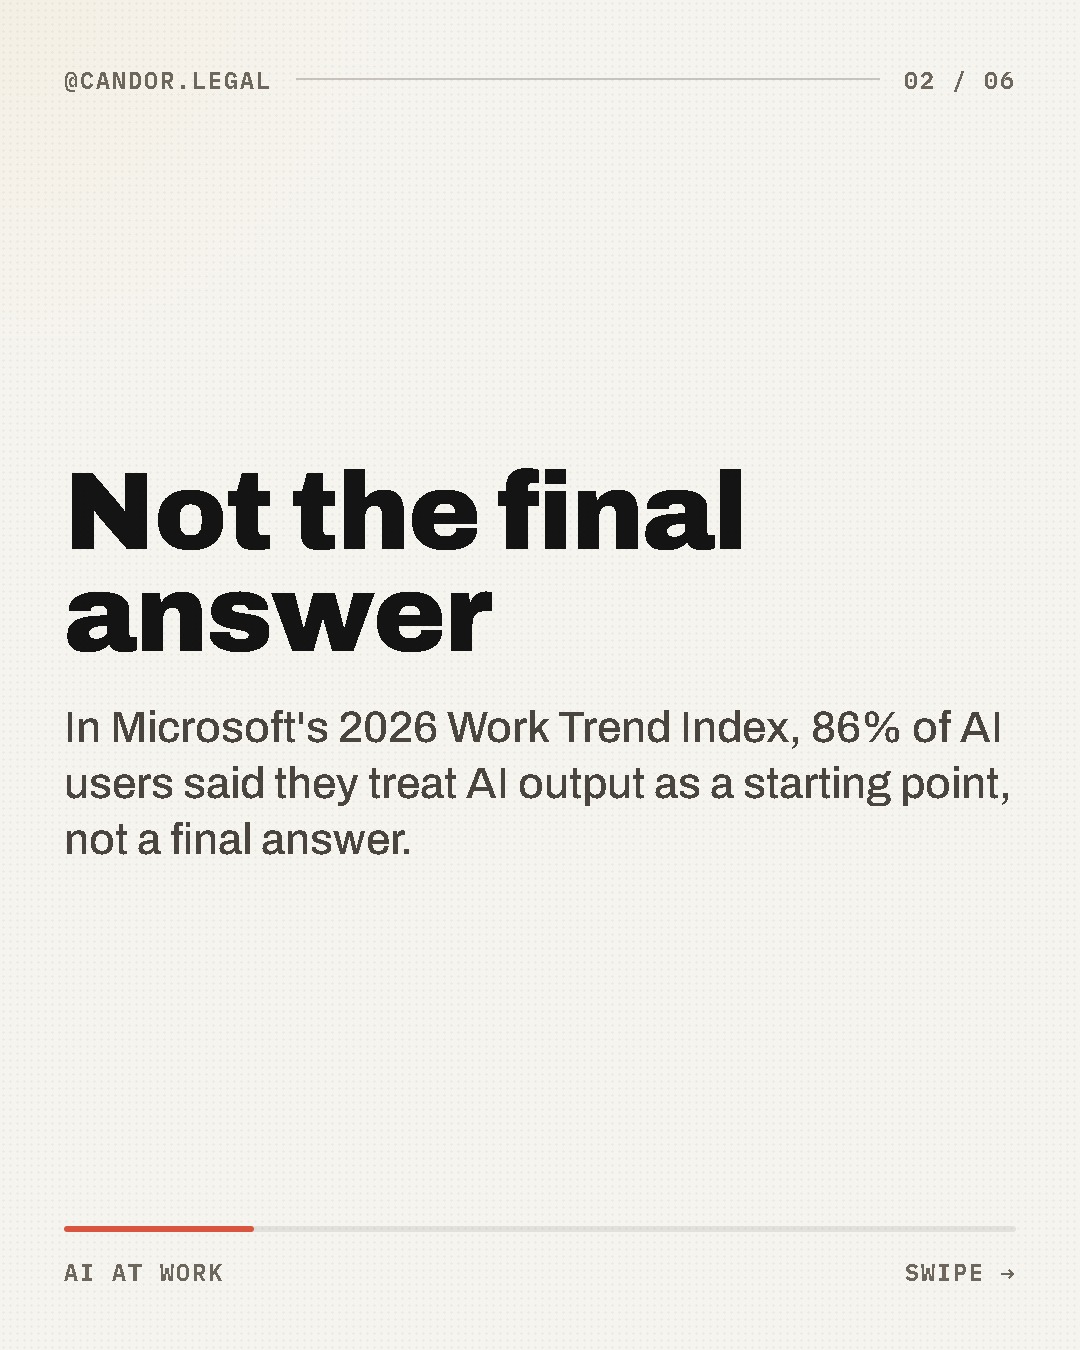 @CANDOR.LEGAL
02 / 06
Not the final
answer
In Microsoft's 2026 Work Trend Index, 86% of AI
users said they treat AI output as a starting point,
not a final answer.
AI AT WORK
SWIPE →